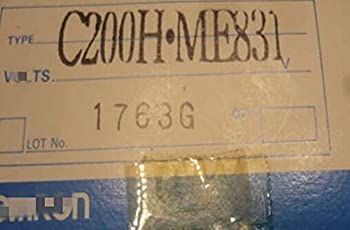 TYPE C200H·ME831
VOLTS. V
1763G
LOT No.